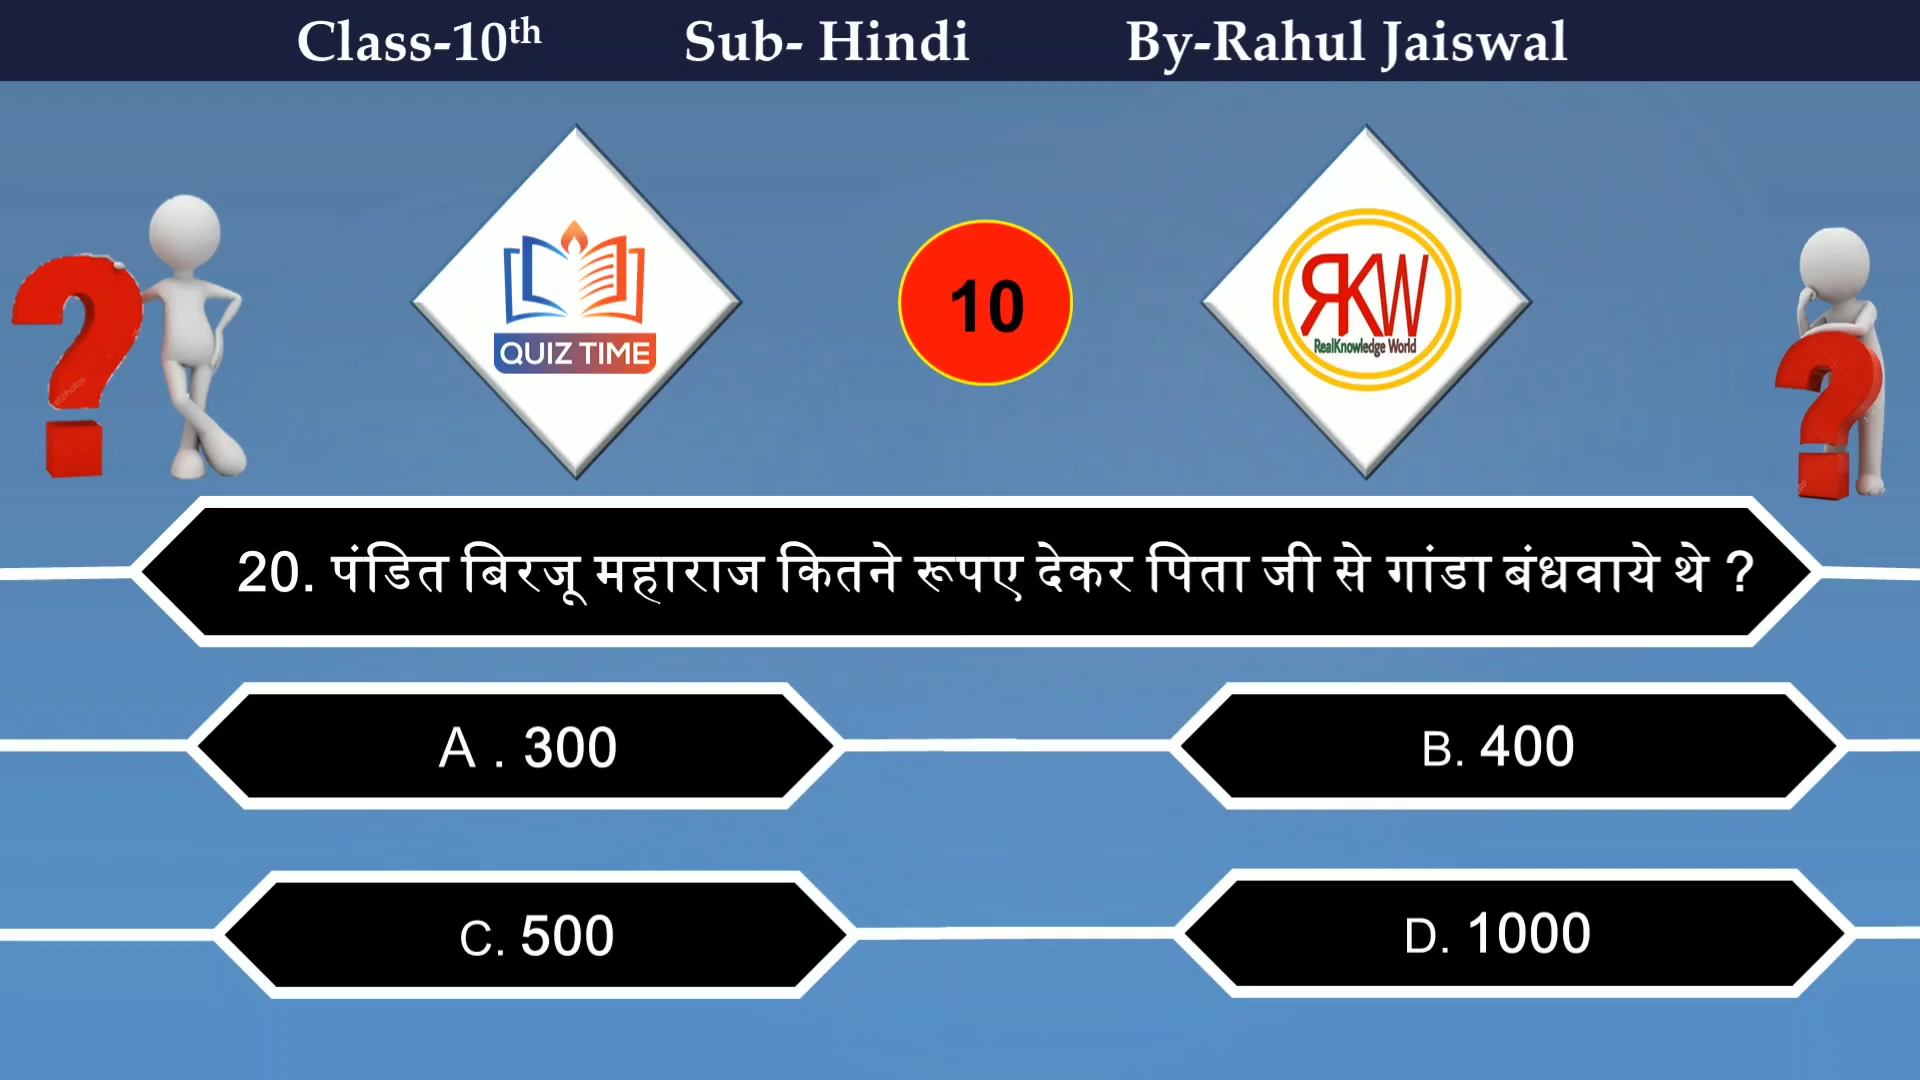 Class-10th Sub- Hindi By-Rahul Jaiswal
QUIZ TIME
10
RKW
RealKnowledge World
20. पंडित बिरजू महाराज कितने रूपए देकर पिता जी से गांडा बंधवाये थे ?
A . 300
B. 400
C. 500
D. 1000